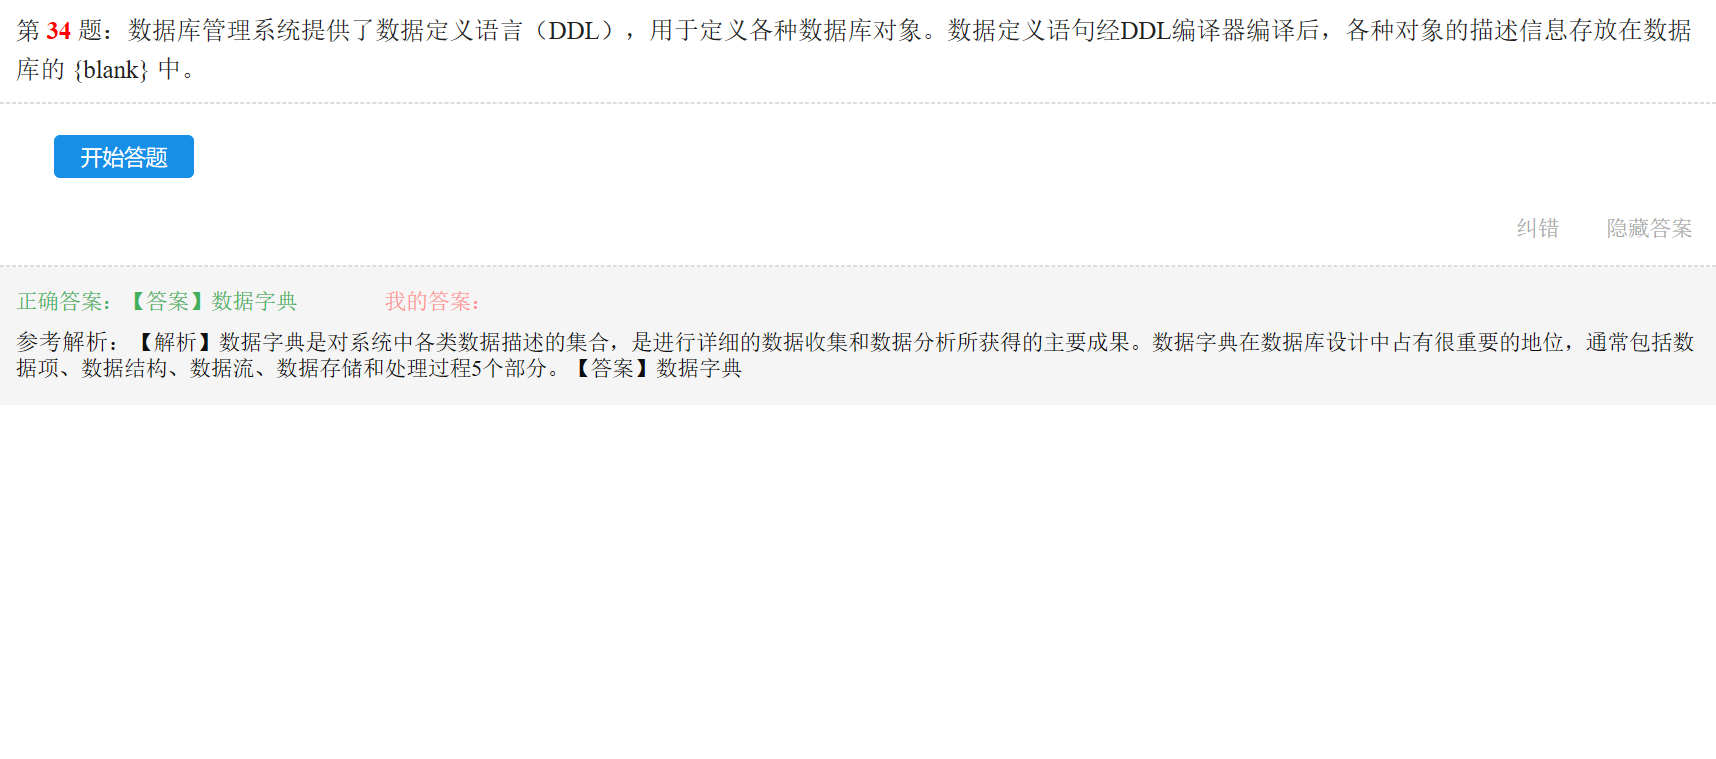 第 34 题：数据库管理系统提供了数据定义语言（DDL），用于定义各种数据库对象。数据定义语句经DDL编译器编译后，各种对象的描述信息存放在数据
库的 {blank} 中。
开始答题
纠错 隐藏答案
正确答案：【答案】数据字典 我的答案：
参考解析：【解析】数据字典是对系统中各类数据描述的集合，是进行详细的数据收集和数据分析所获得的主要成果。数据字典在数据库设计中占有很重要的地位，通常包括数
据项、数据结构、数据流、数据存储和处理过程5个部分。【答案】数据字典